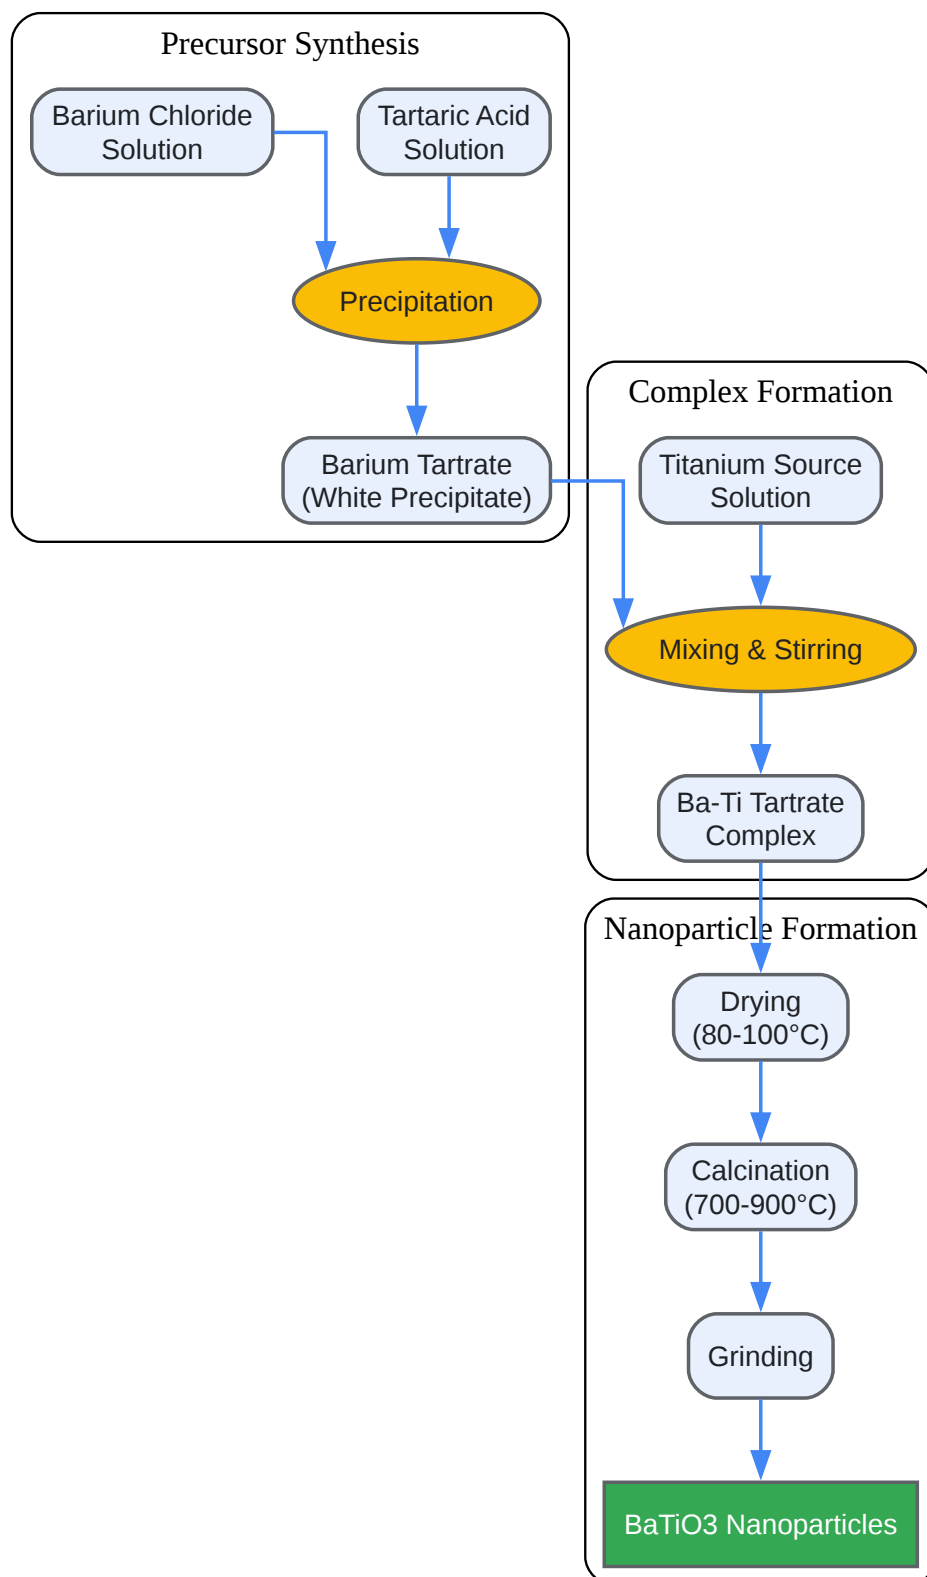 Precursor Synthesis
Barium Chloride
Solution
Tartaric Acid
Solution
Precipitation
Barium Tartrate
(White Precipitate)
Complex Formation
Titanium Source
Solution
Mixing & Stirring
Ba-Ti Tartrate
Complex
Nanoparticle Formation
Drying
(80-100°C)
Calcination
(700-900°C)
Grinding
BaTiO3 Nanoparticles